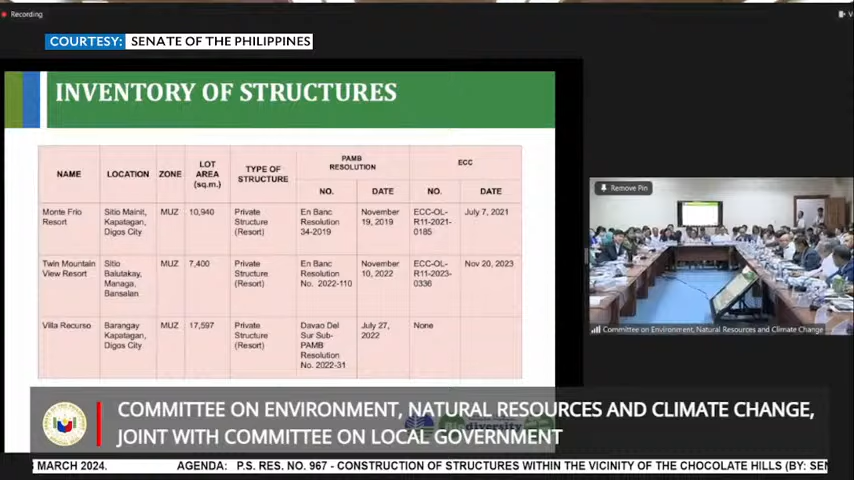 Recording
COURTESY: SENATE OF THE PHILIPPINES
INVENTORY OF STRUCTURES
NAME LOCATION ZONE LOT AREA (sq.m.) TYPE OF STRUCTURE PAMB RESOLUTION ECC
NO. DATE NO. DATE
Monte Frio Resort Sitio Mainit, Kapatagan, Digos City MUZ 10,940 Private Structure (Resort) En Banc Resolution 34-2019 November 19, 2019 ECC-OL-R11-2021-0185 July 7, 2021
Twin Mountain View Resort Sitio Balutakay, Managa, Bansalan MUZ 7,400 Private Structure (Resort) En Banc Resolution No. 2022-110 November 10, 2022 ECC-OL-R11-2023-0336 Nov 20, 2023
Villa Recurso Barangay Kapatagan, Digos City MUZ 17,597 Private Structure (Resort) Davao Del Sur Sub-PAMB Resolution No. 2022-31 July 27, 2022 None
Remove Pin
Committee on Environment, Natural Resources and Climate Change
COMMITTEE ON ENVIRONMENT, NATURAL RESOURCES AND CLIMATE CHANGE,
JOINT WITH COMMITTEE ON LOCAL GOVERNMENT
MARCH 2024. AGENDA: P.S. RES. NO. 967 - CONSTRUCTION OF STRUCTURES WITHIN THE VICINITY OF THE CHOCOLATE HILLS (BY: SEN